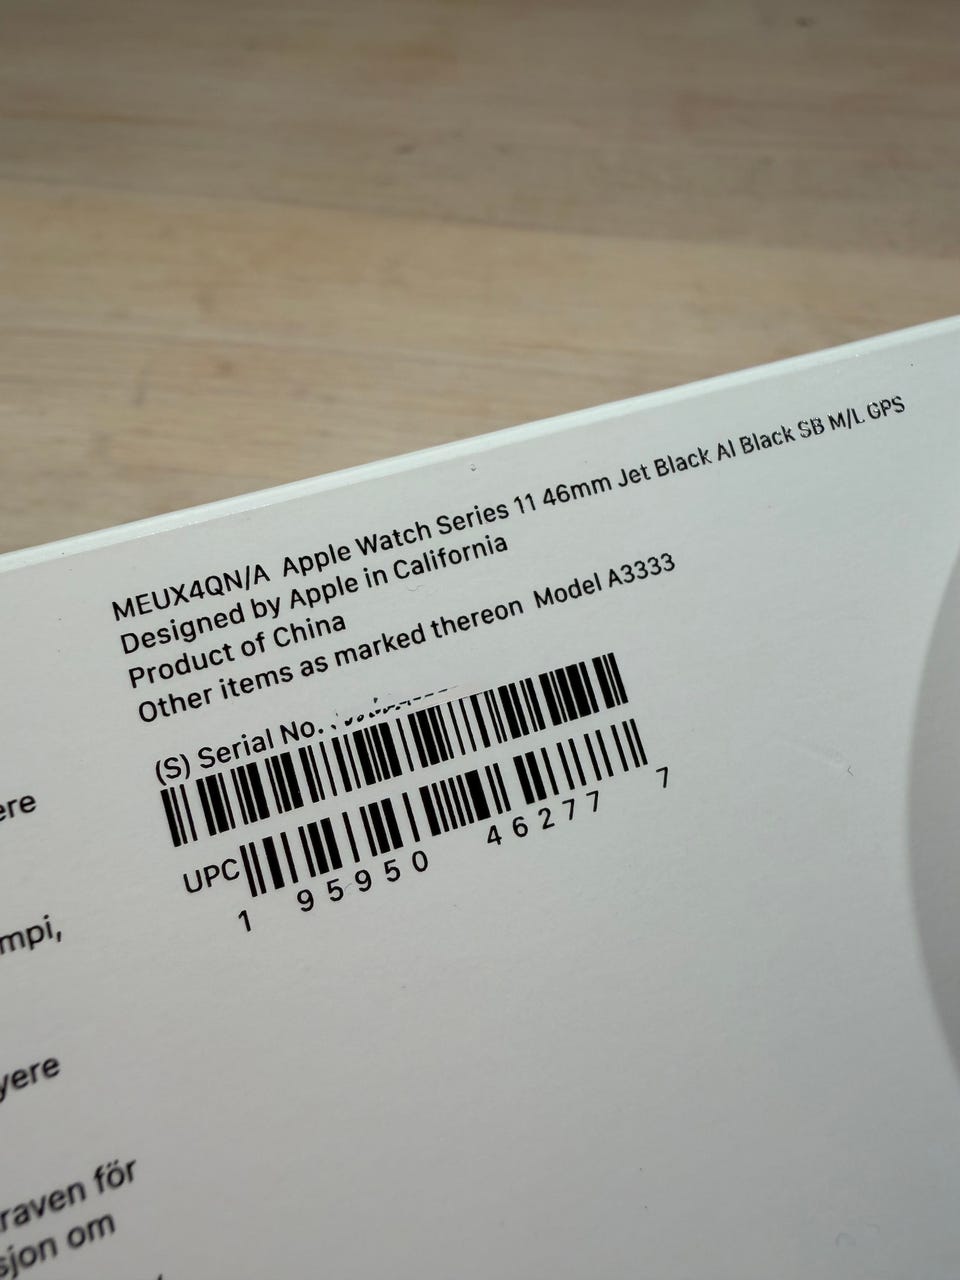 MEUX4QN/A Apple Watch Series 11 46mm Jet Black Al Black SB M/L GPS
Designed by Apple in California
Product of China
Other items as marked thereon Model A3333
(S) Serial No.
UPC
1 95950 46277 7
ere
mpi,
yere
raven för
sjon om